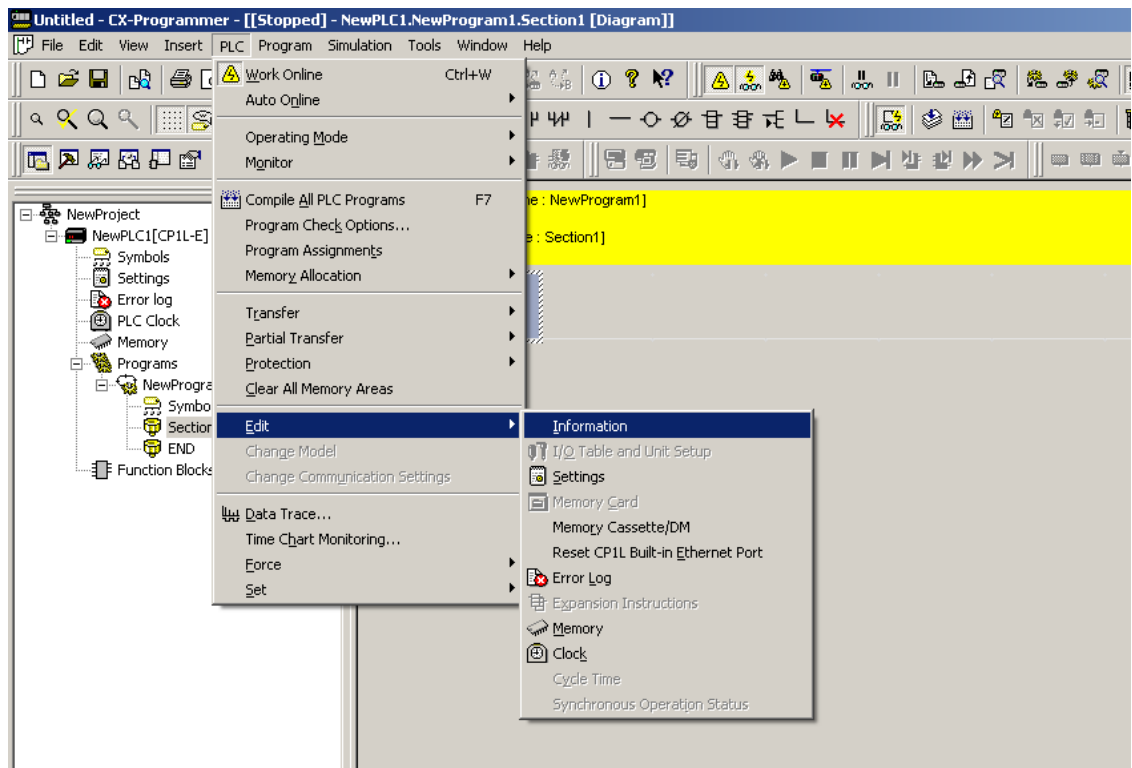 Untitled - CX-Programmer - [[Stopped] - NewPLC1.NewProgram1.Section1 [Diagram]]
File Edit View Insert PLC Program Simulation Tools Window Help
Work Online Ctrl+W
Auto Online
Operating Mode
Monitor
Compile All PLC Programs F7
Program Check Options...
Program Assignments
Memory Allocation
Transfer
Partial Transfer
Protection
Clear All Memory Areas
Edit
Change Model
Change Communication Settings
Data Trace...
Time Chart Monitoring...
Force
Set
Information
I/O Table and Unit Setup
Settings
Memory Card
Memory Cassette/DM
Reset CP1L Built-in Ethernet Port
Error Log
Expansion Instructions
Memory
Clock
Cycle Time
Synchronous Operation Status
NewProject
NewPLC1[CP1L-E]
Symbols
Settings
Error log
PLC Clock
Memory
Programs
NewProgra
Symbo
Section
END
Function Blocks
e : NewProgram1]
e : Section1]